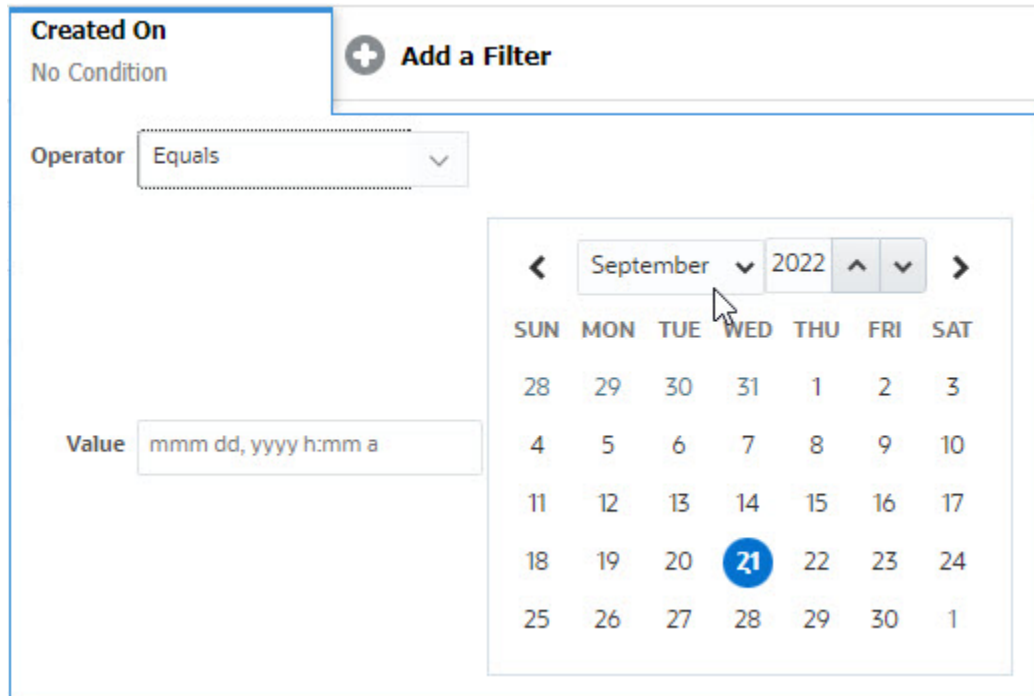 Created On
No Condition
Add a Filter
Operator Equals
September 2022
SUN MON TUE WED THU FRI SAT
28 29 30 31 1 2 3
Value mmm dd, yyyy h:mm a
4 5 6 7 8 9 10
11 12 13 14 15 16 17
18 19 20 21 22 23 24
25 26 27 28 29 30 1